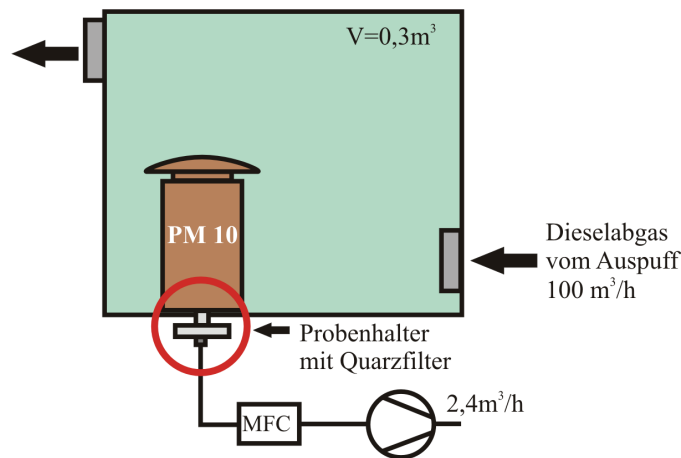 V=0,3m³
PM 10
Dieselabgas
vom Auspuff
100 m³/h
Probenhalter
mit Quarzfilter
MFC
2,4m³/h